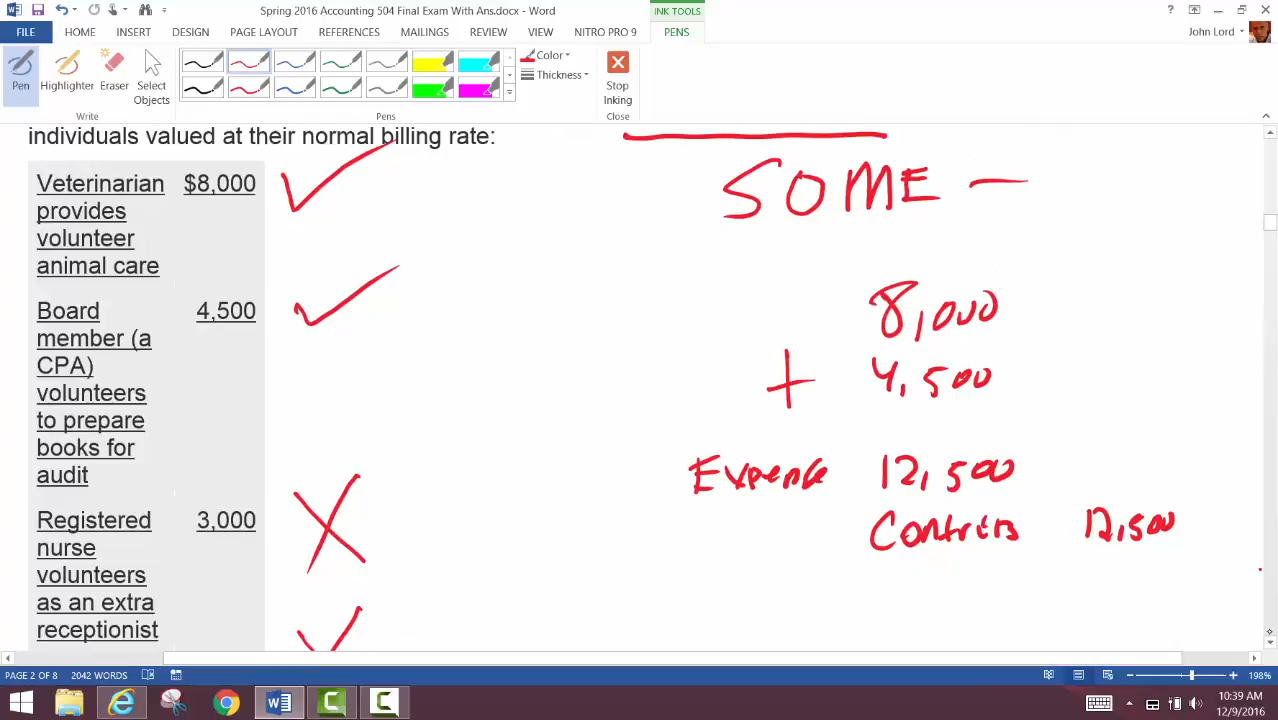 Spring 2016 Accounting 504 Final Exam With Ans.docx - Word
INK TOOLS
FILE HOME INSERT DESIGN PAGE LAYOUT REFERENCES MAILINGS REVIEW VIEW NITRO PRO 9 PENS
John Lord
Pen Highlighter Eraser Select Objects
Color
Thickness
Stop Inking
Write Pens Close
individuals valued at their normal billing rate:
Veterinarian $8,000
provides
volunteer
animal care
Board 4,500
member (a
CPA)
volunteers
to prepare
books for
audit
Registered 3,000
nurse
volunteers
as an extra
receptionist
SOME —
8,000
+ 4,500
Expense 12,500
12,500
PAGE 2 OF 8 2042 WORDS 198%
10:39 AM
12/9/2016